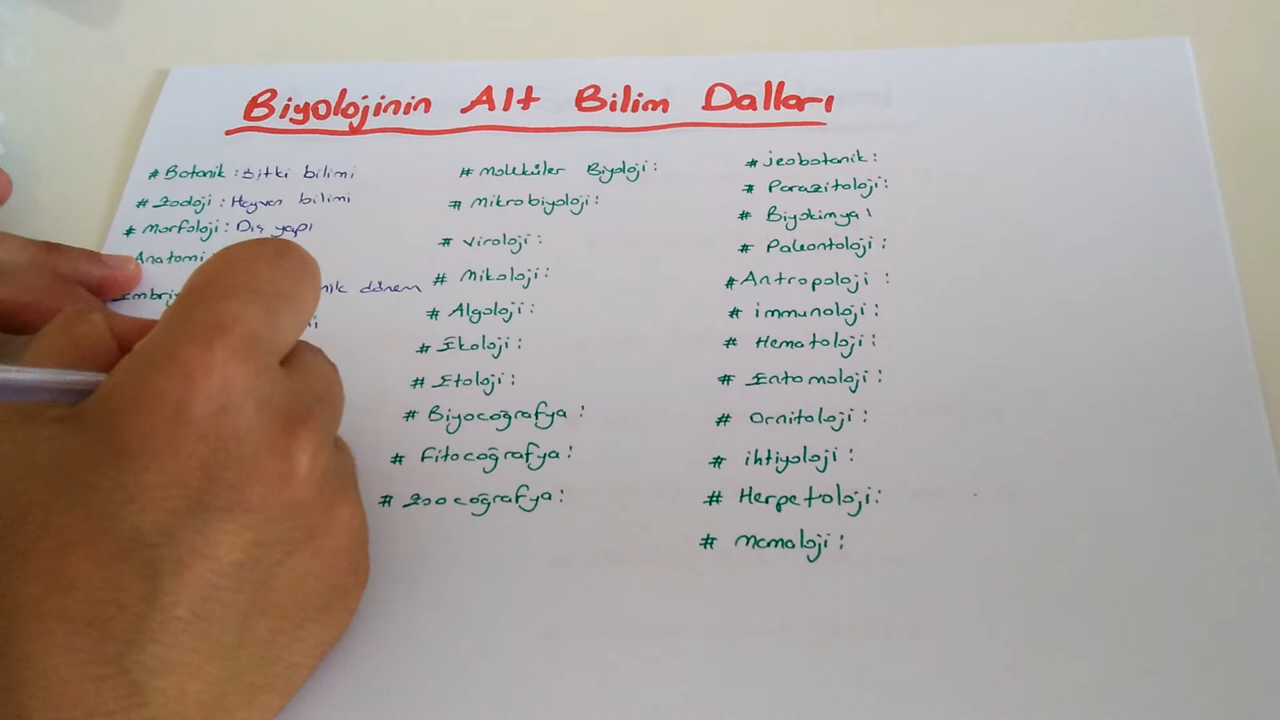 Biyolojinin Alt Bilim Dalları
# Botanik : Bitki bilimi
# Zooloji : Hayvan bilimi
# Morfoloji : Dış yapı
Anatomi :
Embriy
nik dönem
# Moleküler Biyoloji :
# Mikrobiyoloji :
# Viroloji :
# Mikoloji :
# Algoloji :
# Ekoloji :
# Etoloji :
# Biyocoğrafya :
# Fitocoğrafya :
# Zoocoğrafya :
# jeobotanik :
# Parazitoloji :
# Biyokimya :
# Paleontoloji :
# Antropoloji :
# immunoloji :
# Hematoloji :
# Entomoloji :
# Ornitoloji :
# ihtiyoloji :
# Herpetoloji :
# Mamoloji :